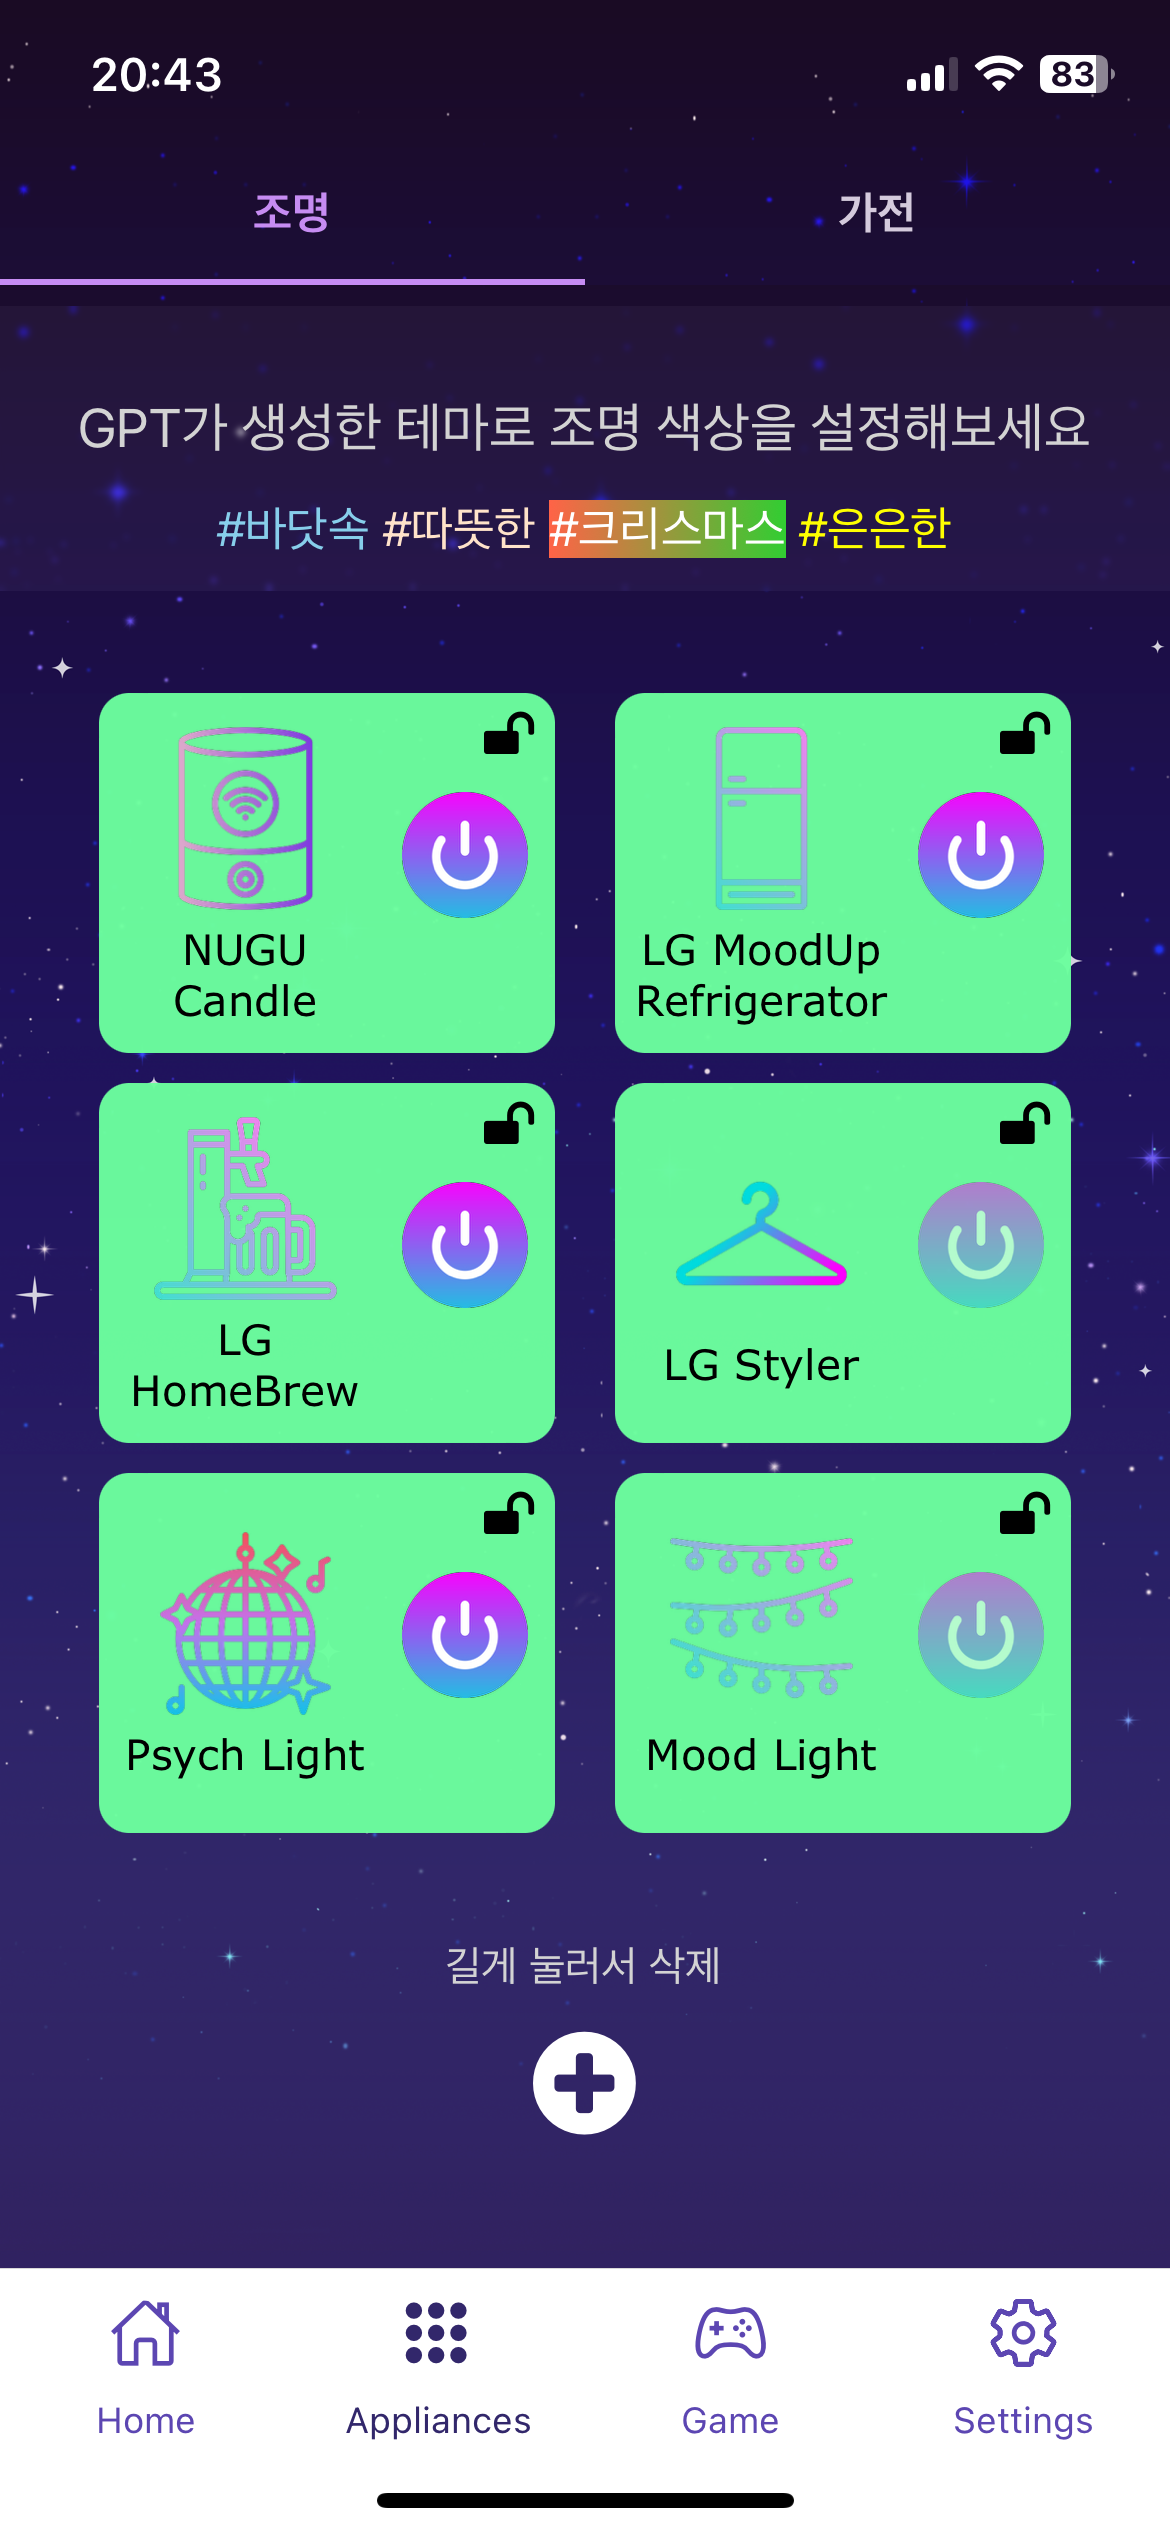 20:43
83
조명 가전
GPT가 생성한 테마로 조명 색상을 설정해보세요
#바닷속 #따뜻한 #크리스마스 #은은한
NUGU
Candle
LG MoodUp
Refrigerator
LG
HomeBrew
LG Styler
Psych Light
Mood Light
길게 눌러서 삭제
Home Appliances Game Settings